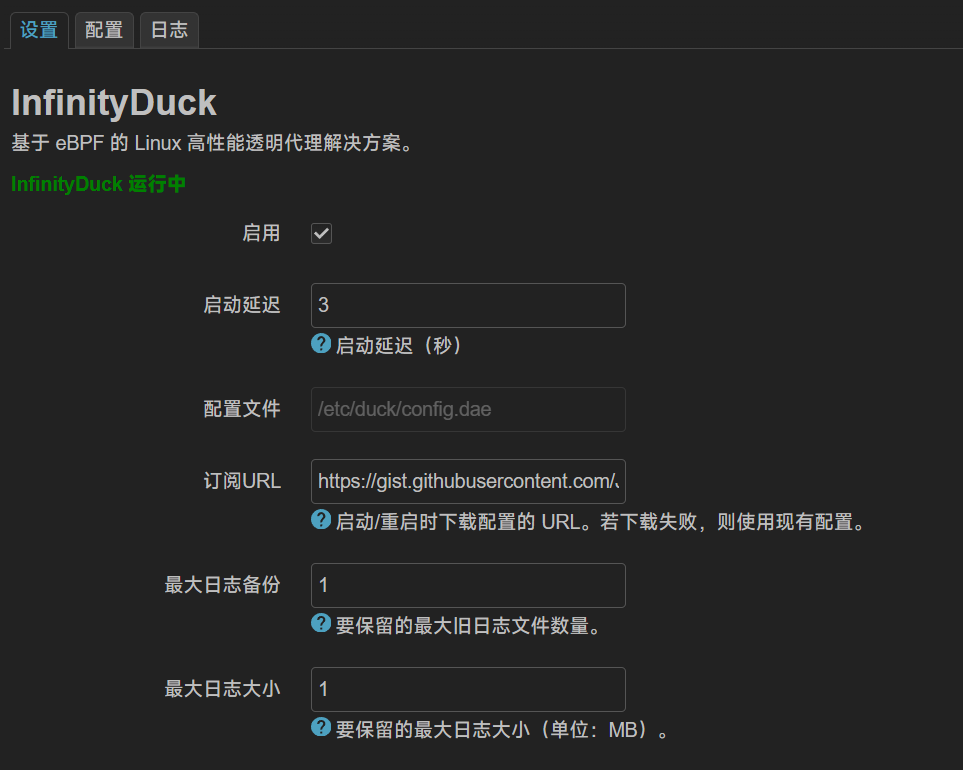 设置 配置 日志
InfinityDuck
基于 eBPF 的 Linux 高性能透明代理解决方案。
InfinityDuck 运行中
启用
启动延迟 3
? 启动延迟（秒）
配置文件 /etc/duck/config.dae
订阅URL https://gist.githubusercontent.com/
? 启动/重启时下载配置的 URL。若下载失败，则使用现有配置。
最大日志备份 1
? 要保留的最大旧日志文件数量。
最大日志大小 1
? 要保留的最大日志大小（单位：MB）。